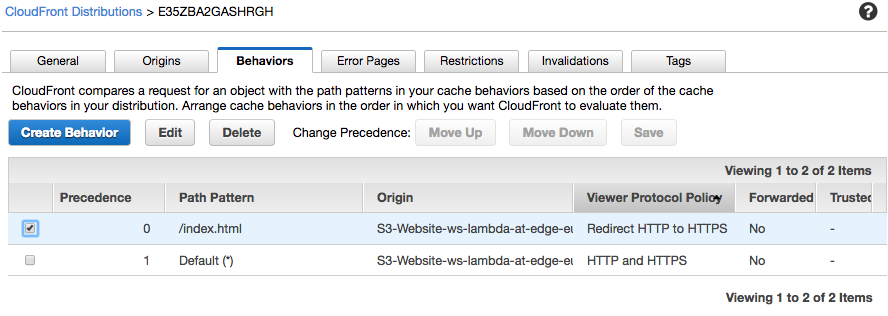 CloudFront Distributions > E35ZBA2GASHRGH
?
General Origins Behaviors Error Pages Restrictions Invalidations Tags
CloudFront compares a request for an object with the path patterns in your cache behaviors based on the order of the cache
behaviors in your distribution. Arrange cache behaviors in the order in which you want CloudFront to evaluate them.
Create Behavior Edit Delete Change Precedence: Move Up Move Down Save
Viewing 1 to 2 of 2 Items
Precedence Path Pattern Origin Viewer Protocol Policy Forwarded Trusted
0 /index.html S3-Website-ws-lambda-at-edge-eu Redirect HTTP to HTTPS No -
1 Default (*) S3-Website-ws-lambda-at-edge-eu HTTP and HTTPS No -
Viewing 1 to 2 of 2 Items